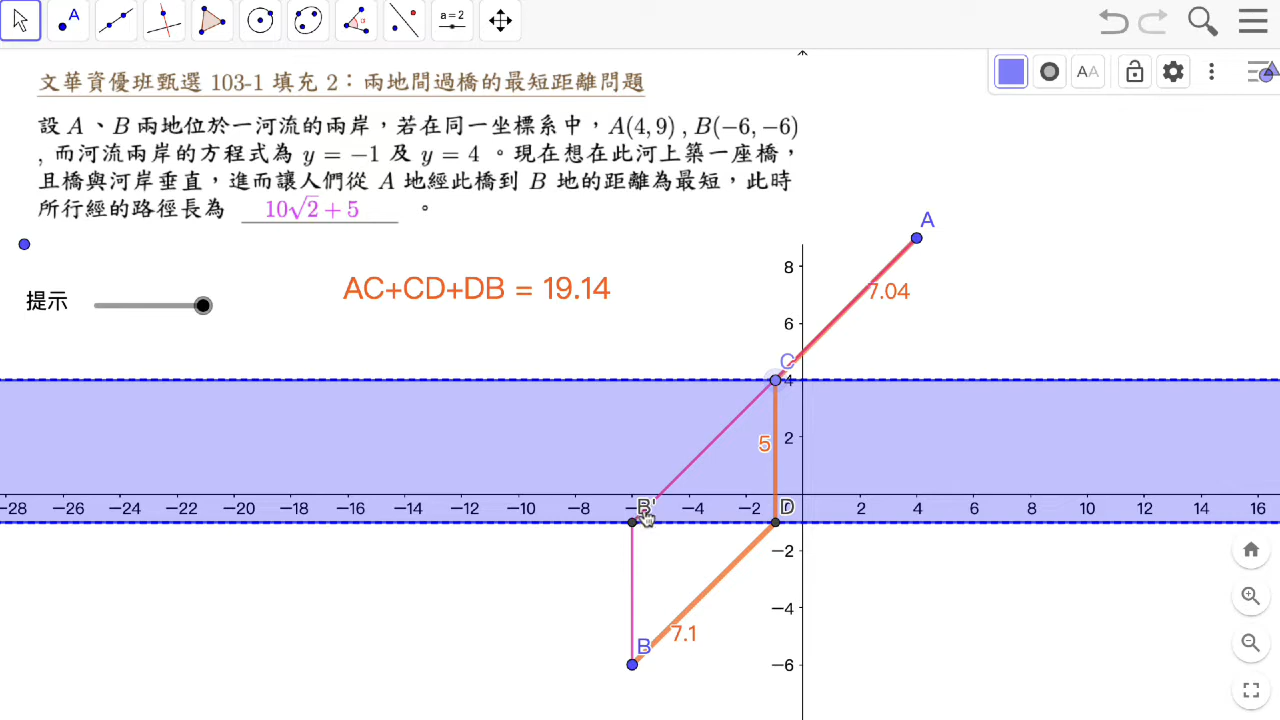 A
a = 2
AA
文華資優班甄選 103-1 填充 2：兩地間過橋的最短距離問題
設 A 、B 兩地位於一河流的兩岸，若在同一坐標系中，A(4, 9) , B(−6, −6)
, 而河流兩岸的方程式為 y = −1 及 y = 4 。現在想在此河上築一座橋，
且橋與河岸垂直，進而讓人們從 A 地經此橋到 B 地的距離為最短，此時
所行經的路徑長為 10√2 + 5 。
A
提示
AC+CD+DB = 19.14
8
7.04
6
C
4
5
2
−28 −26 −24 −22 −20 −18 −16 −14 −12 −10 −8 B' −4 −2 D 2 4 6 8 10 12 14 16
−2
−4
B
7.1
−6